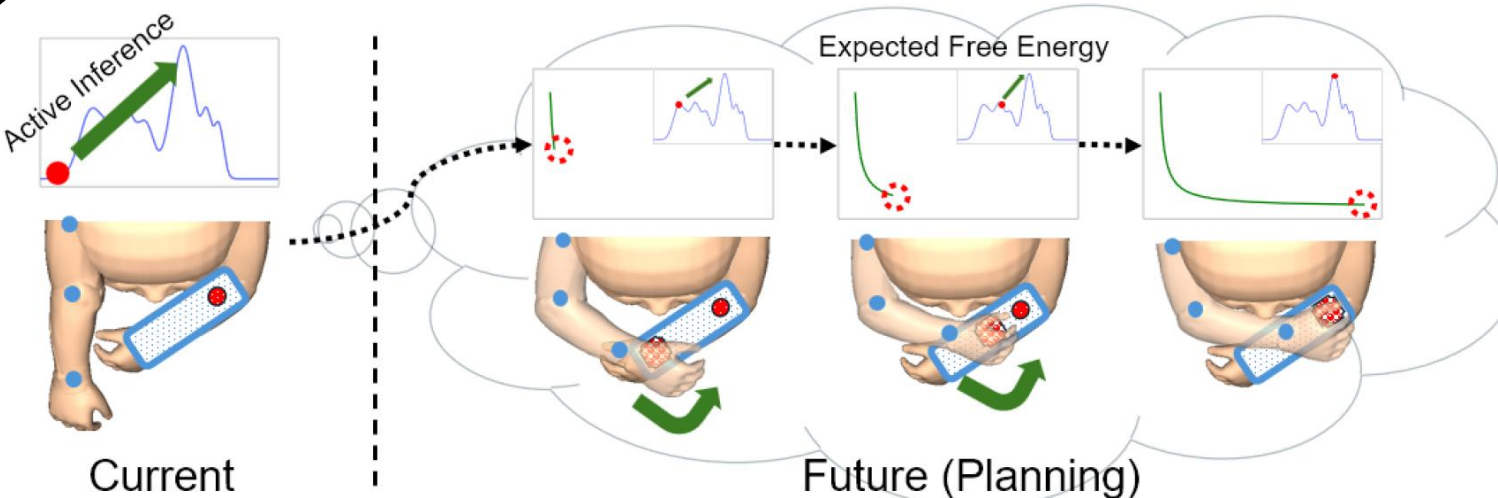 Active Inference
Expected Free Energy
Current
Future (Planning)